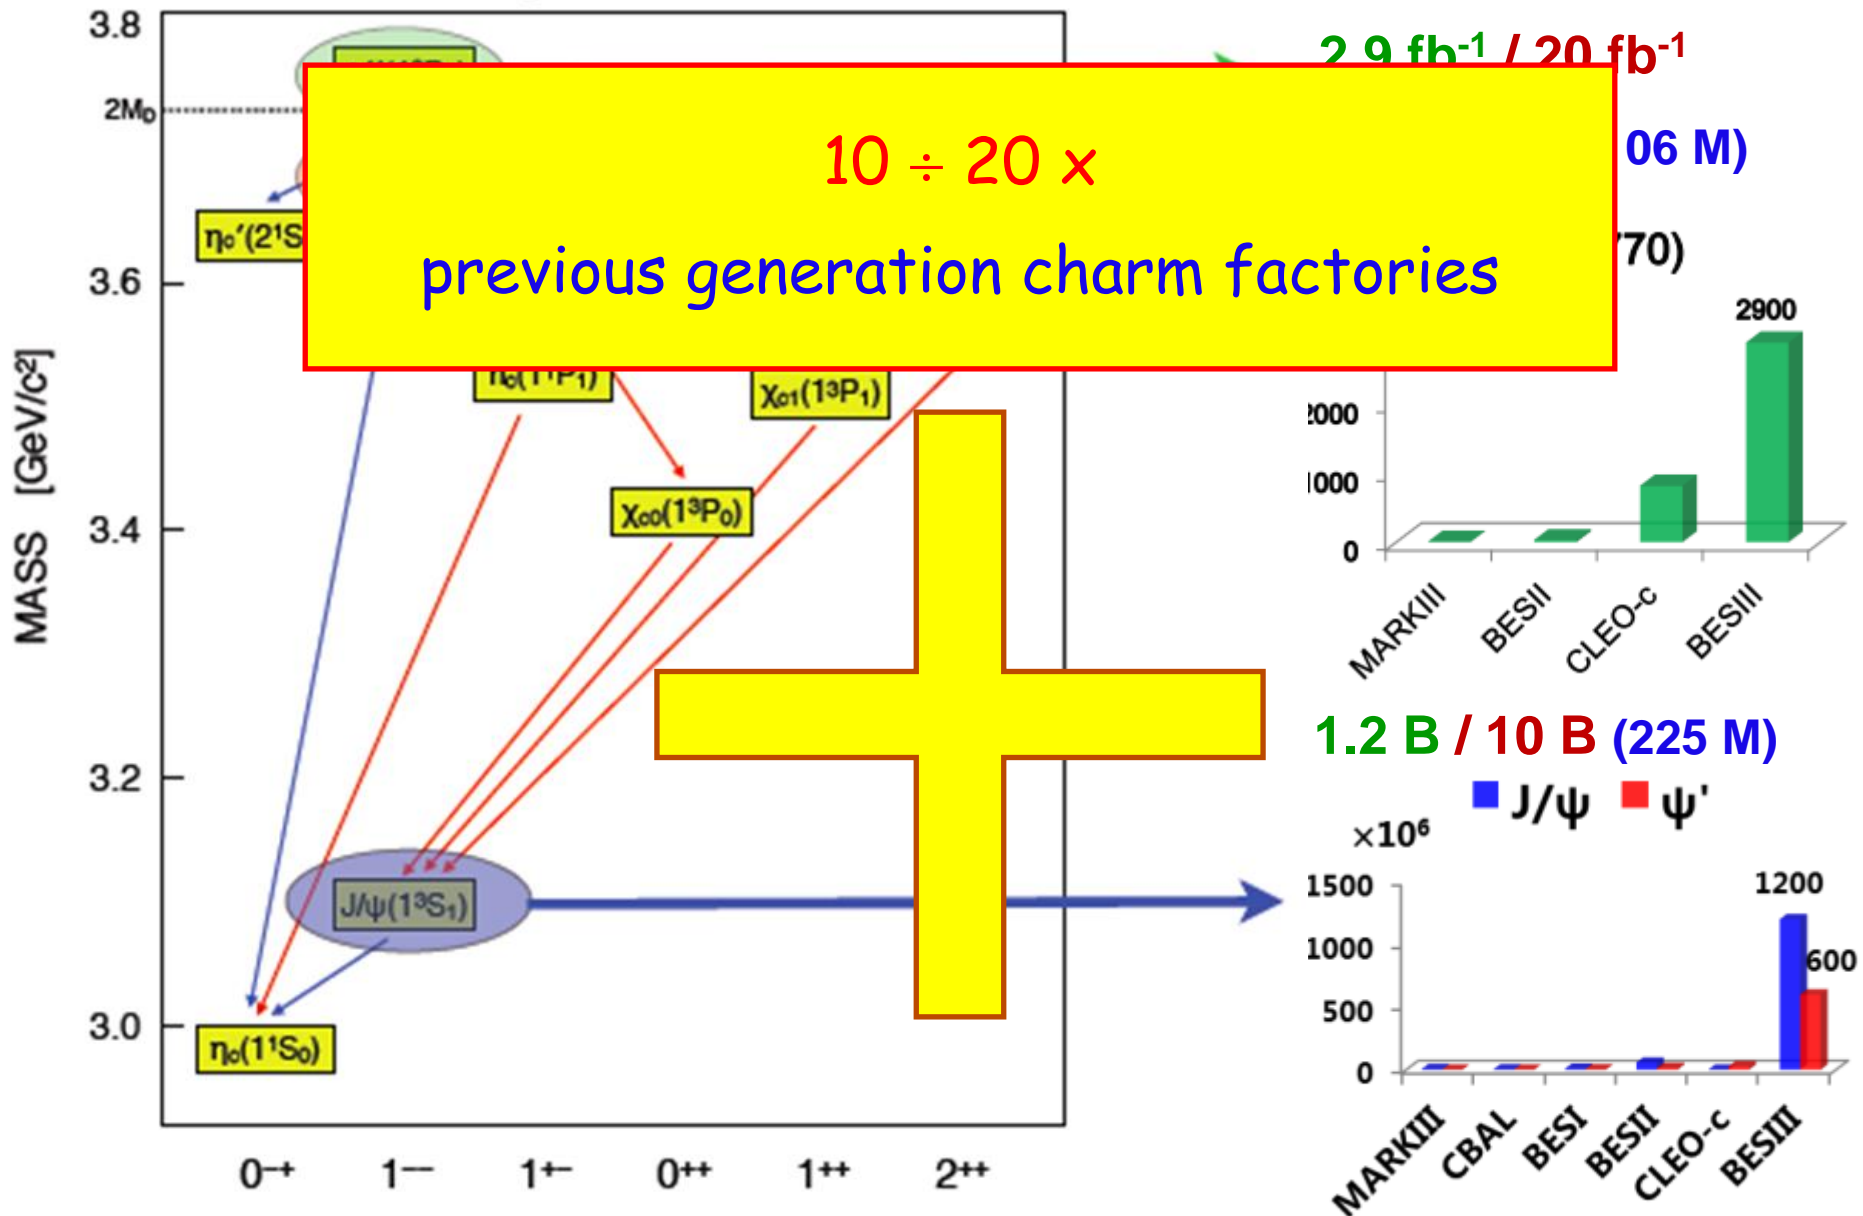 3.8
2M_D
3.6
3.4
3.2
3.0
MASS [GeV/c²]
10 ÷ 20 x
previous generation charm factories
ηc′(2¹S
χc1(1³P₁)
χc0(1³P₀)
J/ψ(1³S₁)
ηc(1¹S₀)
0⁻⁺ 1⁻⁻ 1⁺⁻ 0⁺⁺ 1⁺⁺ 2⁺⁺
2.9 fb⁻¹ / 20 fb⁻¹
06 M)
70)
2900
2000
1000
0
MARKIII BESII CLEO-c BESIII
1.2 B / 10 B (225 M)
J/ψ ψ'
×10⁶
1500
1200
1000
600
500
0
MARKIII CBAL BESI BESII CLEO-c BESIII